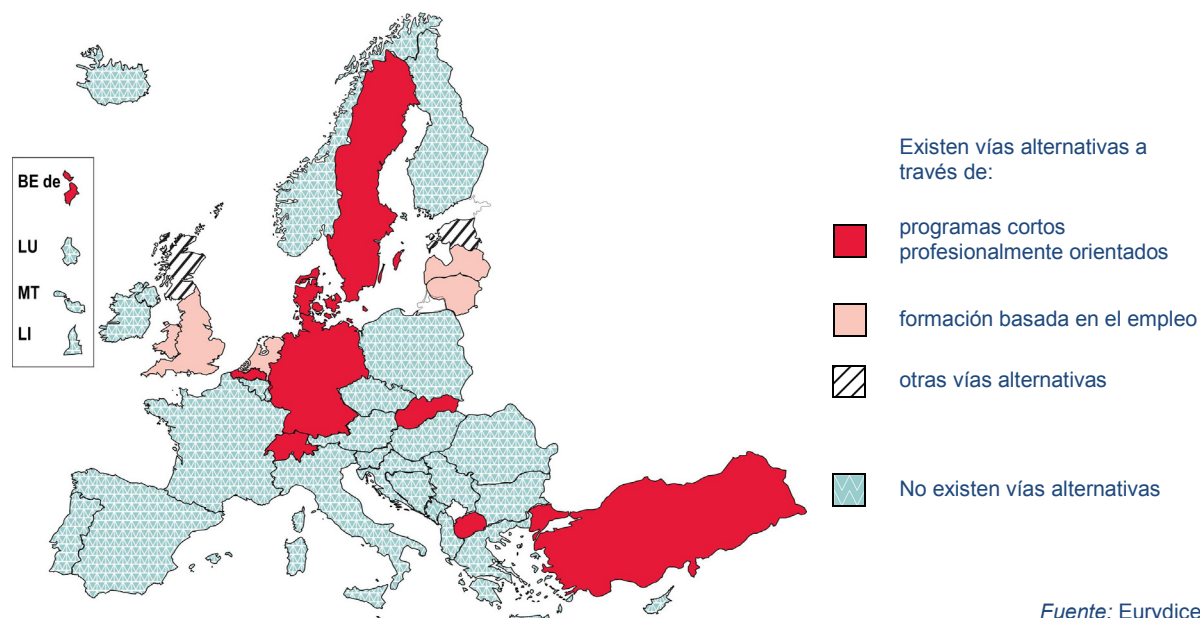 BE de
LU
MT
LI
Existen vías alternativas a
través de:
programas cortos
profesionalmente orientados
formación basada en el empleo
otras vías alternativas
No existen vías alternativas
Fuente: Eurydice